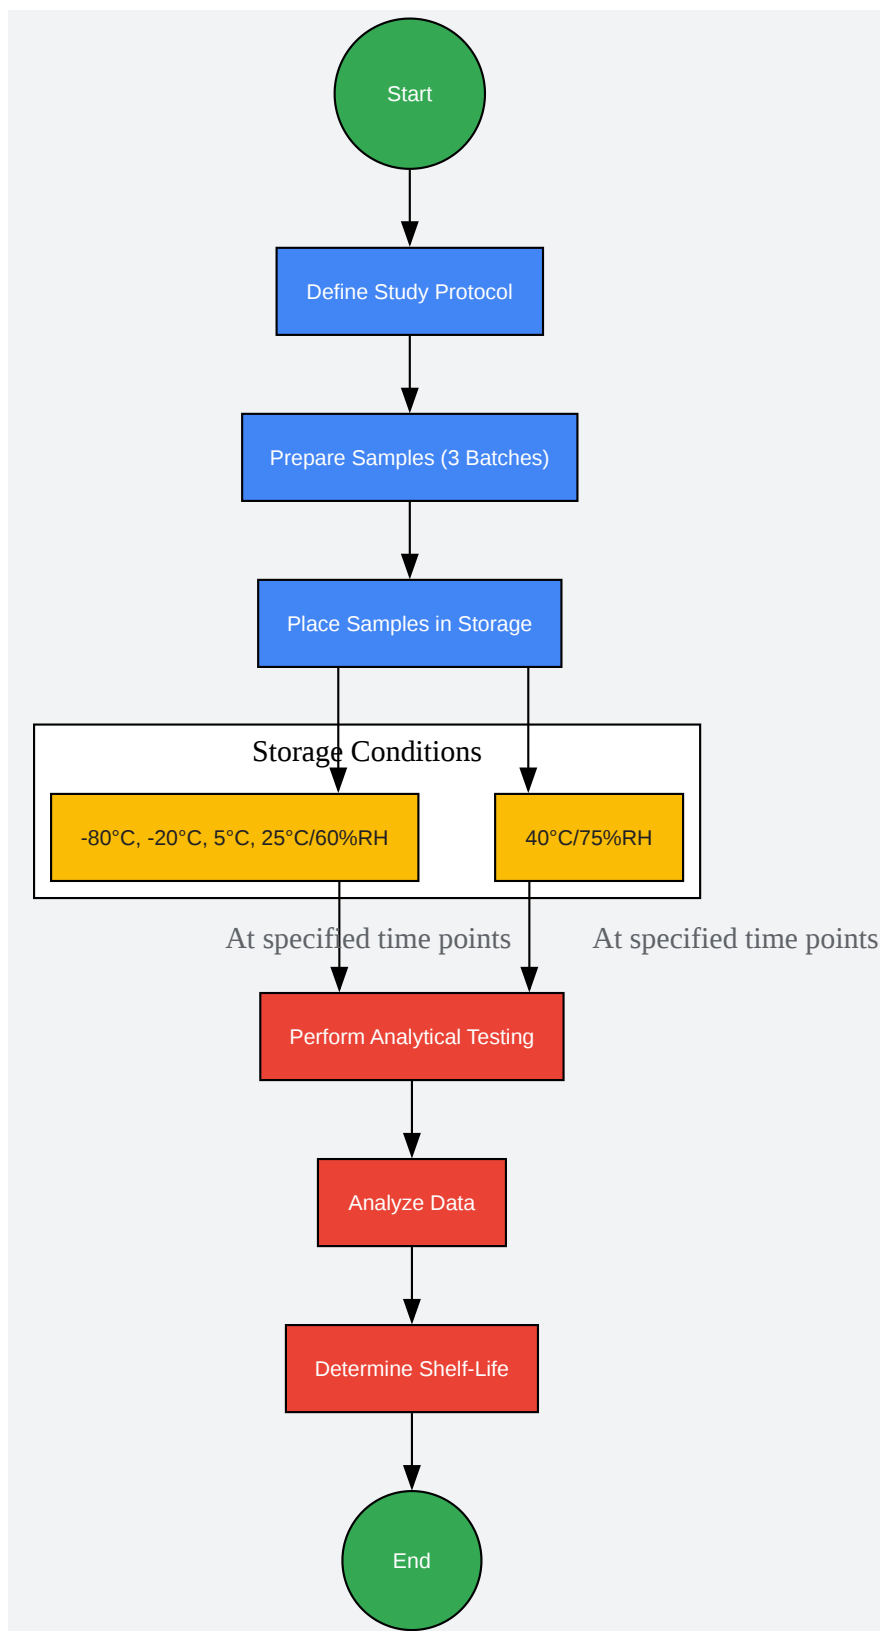 Start
Define Study Protocol
Prepare Samples (3 Batches)
Place Samples in Storage
Storage Conditions
-80°C, -20°C, 5°C, 25°C/60%RH
40°C/75%RH
At specified time points
At specified time points
Perform Analytical Testing
Analyze Data
Determine Shelf-Life
End